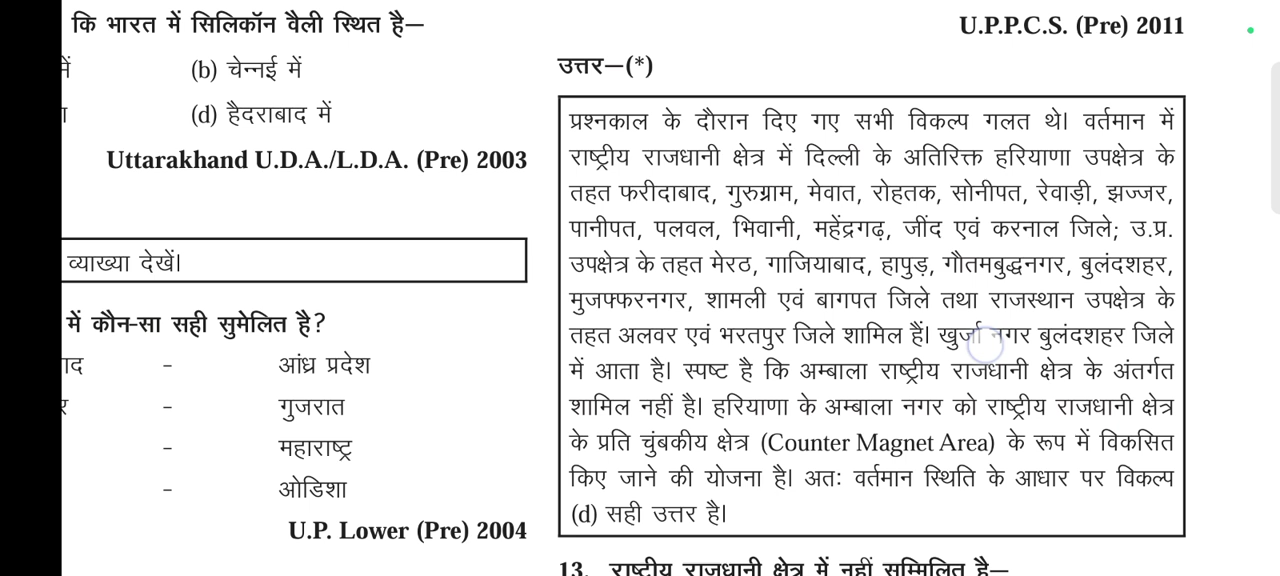 कि भारत में सिलिकॉन वैली स्थित है—
में (b) चेन्नई में
(d) हैदराबाद में
Uttarakhand U.D.A./L.D.A. (Pre) 2003
व्याख्या देखें।
में कौन-सा सही सुमेलित है?
ाद - आंध्र प्रदेश
र - गुजरात
- महाराष्ट्र
- ओडिशा
U.P. Lower (Pre) 2004
U.P.P.C.S. (Pre) 2011
उत्तर—(*)
प्रश्नकाल के दौरान दिए गए सभी विकल्प गलत थे। वर्तमान में
राष्ट्रीय राजधानी क्षेत्र में दिल्ली के अतिरिक्त हरियाणा उपक्षेत्र के
तहत फरीदाबाद, गुरुग्राम, मेवात, रोहतक, सोनीपत, रेवाड़ी, झज्जर,
पानीपत, पलवल, भिवानी, महेंद्रगढ़, जींद एवं करनाल जिले; उ.प्र.
उपक्षेत्र के तहत मेरठ, गाजियाबाद, हापुड़, गौतमबुद्धनगर, बुलंदशहर,
मुजफ्फरनगर, शामली एवं बागपत जिले तथा राजस्थान उपक्षेत्र के
तहत अलवर एवं भरतपुर जिले शामिल हैं। खुर्जा नगर बुलंदशहर जिले
में आता है। स्पष्ट है कि अम्बाला राष्ट्रीय राजधानी क्षेत्र के अंतर्गत
शामिल नहीं है। हरियाणा के अम्बाला नगर को राष्ट्रीय राजधानी क्षेत्र
के प्रति चुंबकीय क्षेत्र (Counter Magnet Area) के रूप में विकसित
किए जाने की योजना है। अतः वर्तमान स्थिति के आधार पर विकल्प
(d) सही उत्तर है।
13. राष्ट्रीय राजधानी क्षेत्र में नहीं सम्मिलित है—